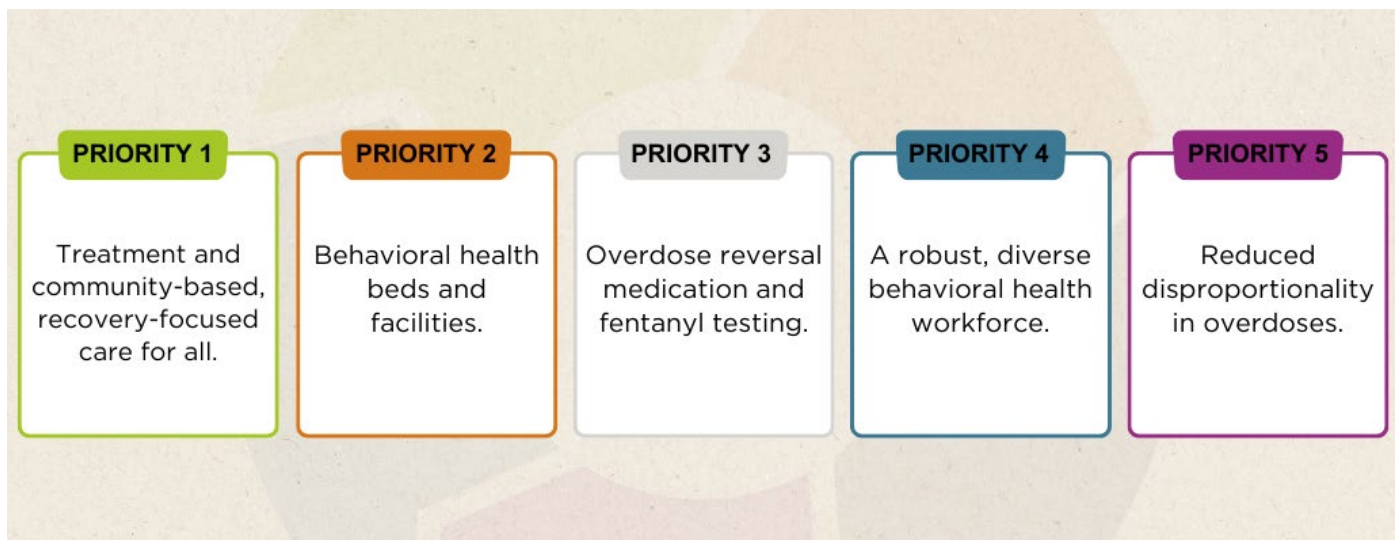 PRIORITY 1
Treatment and
community-based,
recovery-focused
care for all.
PRIORITY 2
Behavioral health
beds and
facilities.
PRIORITY 3
Overdose reversal
medication and
fentanyl testing.
PRIORITY 4
A robust, diverse
behavioral health
workforce.
PRIORITY 5
Reduced
disproportionality
in overdoses.